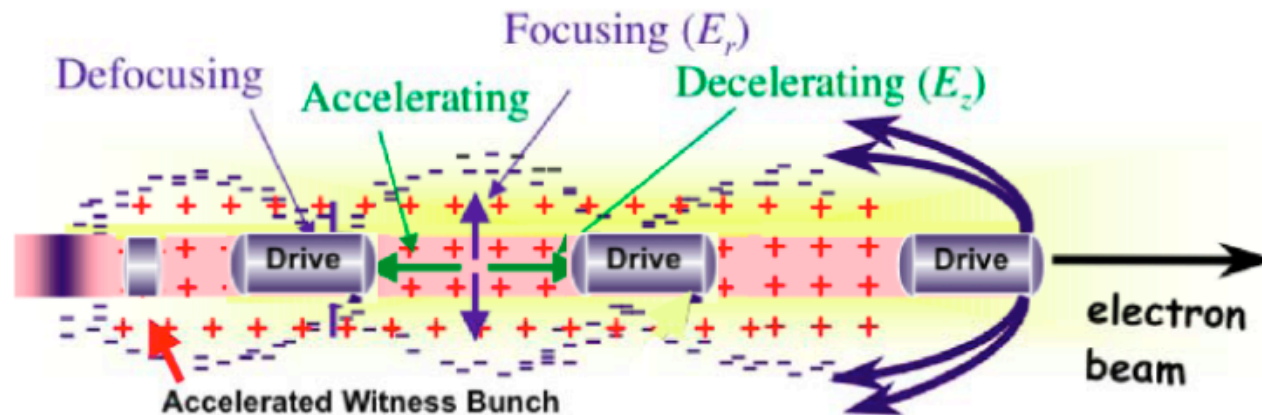 Focusing (E_r)
Defocusing
Accelerating
Decelerating (E_z)
Drive
Drive
Drive
electron
beam
Accelerated Witness Bunch